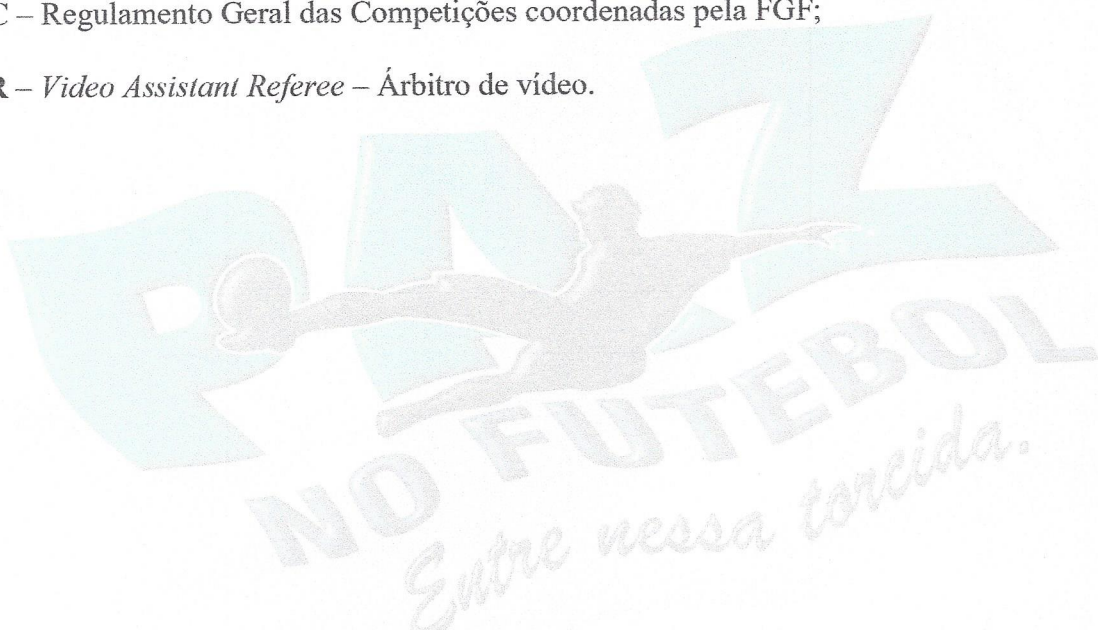 C – Regulamento Geral das Competições coordenadas pela FGF;
R – Video Assistant Referee – Árbitro de vídeo.
PAZ
NO FUTEBOL
Entre nessa torcida.